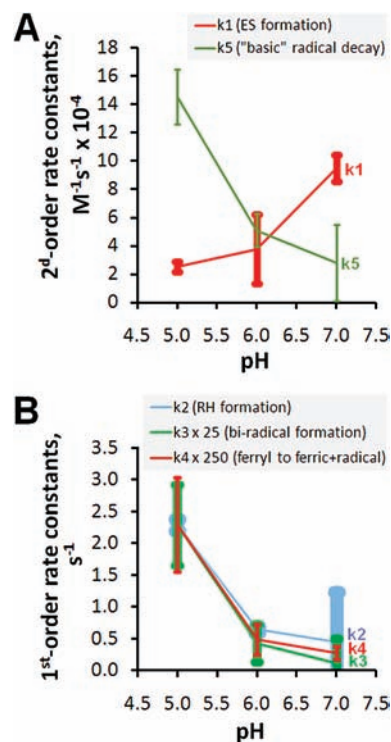 A
k1 (ES formation)
k5 ("basic" radical decay)
2ᵈ-order rate constants,
M⁻¹s⁻¹ x 10⁻⁴
18
16
14
12
10
8
6
4
2
0
k1
k5
4.5 5.0 5.5 6.0 6.5 7.0 7.5
pH
B
k2 (RH formation)
k3 x 25 (bi-radical formation)
k4 x 250 (ferryl to ferric+radical)
1ˢᵗ-order rate constants,
s⁻¹
3.5
3.0
2.5
2.0
1.5
1.0
0.5
0.0
k2
k4
k3
4.5 5.0 5.5 6.0 6.5 7.0 7.5
pH